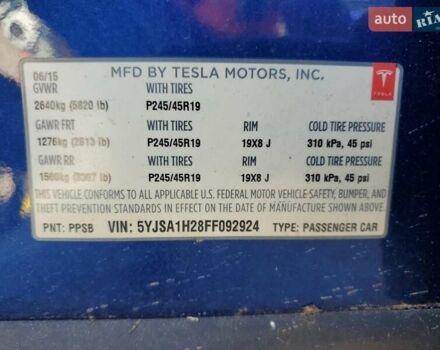 auto RIA
06/15
MFD BY TESLA MOTORS, INC.
GVWR WITH TIRES
2640kg (5820 lb) P245/45R19
TESLA
GAWR FRT WITH TIRES RIM COLD TIRE PRESSURE
1276kg (2813 lb) P245/45R19 19X8 J 310 kPa, 45 psi
GAWR RR WITH TIRES RIM COLD TIRE PRESSURE
P245/45R19 19X8 J 310 kPa, 45 psi
THIS VEHICLE CONFORMS TO ALL APPLICABLE U.S. FEDERAL MOTOR VEHICLE SAFETY, BUMPER, AND
THEFT PREVENTION STANDARDS IN EFFECT ON THE DATE OF MANUFACTURE SHOWN ABOVE.
PNT: PPSB VIN: 5YJSA1H28FF092924 TYPE: PASSENGER CAR